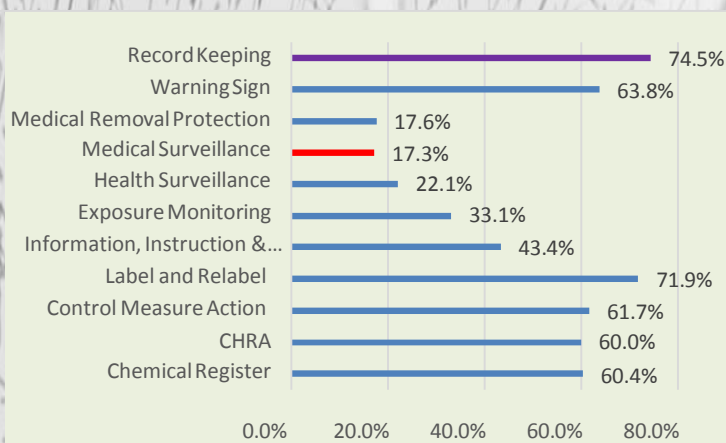 Record Keeping 74.5%
Warning Sign 63.8%
Medical Removal Protection 17.6%
Medical Surveillance 17.3%
Health Surveillance 22.1%
Exposure Monitoring 33.1%
Information, Instruction &... 43.4%
Label and Relabel 71.9%
Control Measure Action 61.7%
CHRA 60.0%
Chemical Register 60.4%
0.0% 20.0% 40.0% 60.0% 80.0%